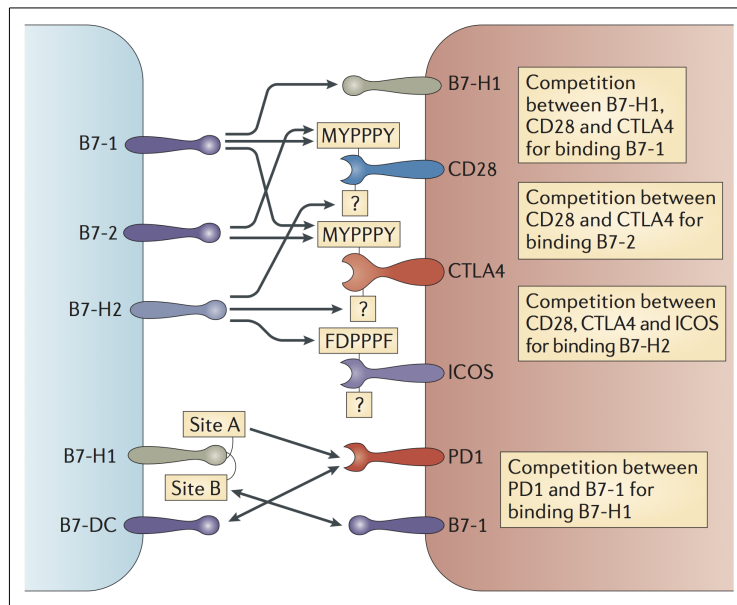 B7-1
B7-2
B7-H2
B7-H1
Site A
Site B
B7-DC
MYPPPY
?
MYPPPY
?
FDPPPF
?
B7-H1
CD28
CTLA4
ICOS
PD1
B7-1
Competition
between B7-H1,
CD28 and CTLA4
for binding B7-1
Competition between
CD28 and CTLA4 for
binding B7-2
Competition between
CD28, CTLA4 and ICOS
for binding B7-H2
Competition between
PD1 and B7-1 for
binding B7-H1